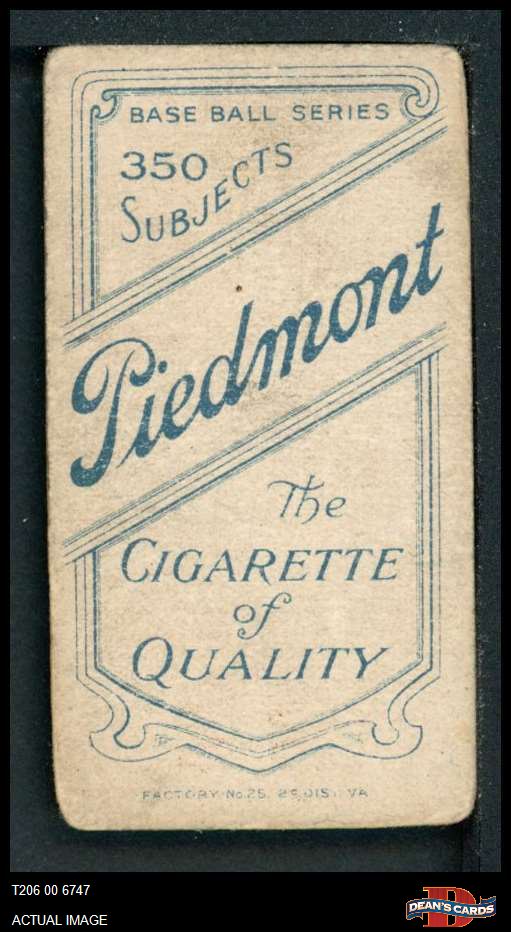 BASE BALL SERIES
350
SUBJECTS
Piedmont
The
CIGARETTE
of
QUALITY
FACTORY No. 25, 2D DIST. VA
T206 00 6747
ACTUAL IMAGE
D
DEAN'S CARDS